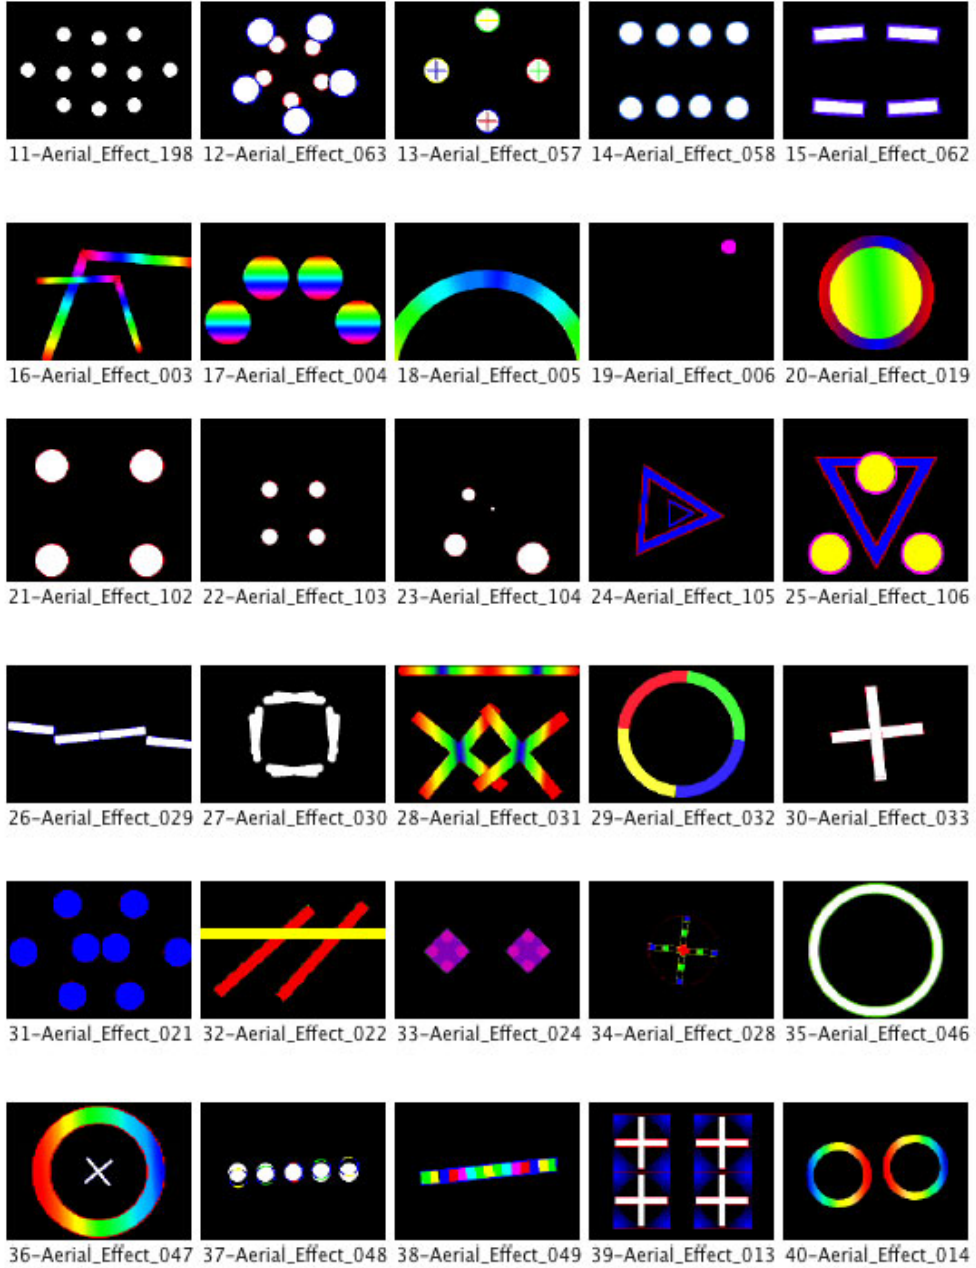 11-Aerial_Effect_198 12-Aerial_Effect_063 13-Aerial_Effect_057 14-Aerial_Effect_058 15-Aerial_Effect_062
16-Aerial_Effect_003 17-Aerial_Effect_004 18-Aerial_Effect_005 19-Aerial_Effect_006 20-Aerial_Effect_019
21-Aerial_Effect_102 22-Aerial_Effect_103 23-Aerial_Effect_104 24-Aerial_Effect_105 25-Aerial_Effect_106
26-Aerial_Effect_029 27-Aerial_Effect_030 28-Aerial_Effect_031 29-Aerial_Effect_032 30-Aerial_Effect_033
31-Aerial_Effect_021 32-Aerial_Effect_022 33-Aerial_Effect_024 34-Aerial_Effect_028 35-Aerial_Effect_046
36-Aerial_Effect_047 37-Aerial_Effect_048 38-Aerial_Effect_049 39-Aerial_Effect_013 40-Aerial_Effect_014